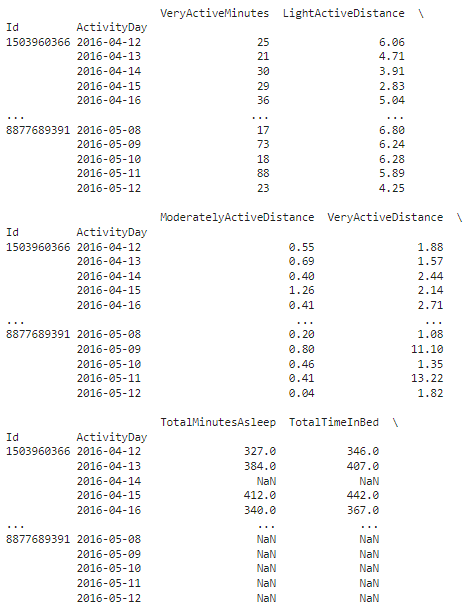 VeryActiveMinutes  LightActiveDistance  \
Id         ActivityDay
1503960366 2016-04-12                 25                 6.06
           2016-04-13                 21                 4.71
           2016-04-14                 30                 3.91
           2016-04-15                 29                 2.83
           2016-04-16                 36                 5.04
...                                  ...                  ...
8877689391 2016-05-08                 17                 6.80
           2016-05-09                 73                 6.24
           2016-05-10                 18                 6.28
           2016-05-11                 88                 5.89
           2016-05-12                 23                 4.25

                       ModeratelyActiveDistance  VeryActiveDistance  \
Id         ActivityDay
1503960366 2016-04-12                      0.55                1.88
           2016-04-13                      0.69                1.57
           2016-04-14                      0.40                2.44
           2016-04-15                      1.26                2.14
           2016-04-16                      0.41                2.71
...                                         ...                 ...
8877689391 2016-05-08                      0.20                1.08
           2016-05-09                      0.80               11.10
           2016-05-10                      0.46                1.35
           2016-05-11                      0.41               13.22
           2016-05-12                      0.04                1.82

                       TotalMinutesAsleep  TotalTimeInBed  \
Id         ActivityDay
1503960366 2016-04-12               327.0           346.0
           2016-04-13               384.0           407.0
           2016-04-14                 NaN             NaN
           2016-04-15               412.0           442.0
           2016-04-16               340.0           367.0
...                                   ...             ...
8877689391 2016-05-08                 NaN             NaN
           2016-05-09                 NaN             NaN
           2016-05-10                 NaN             NaN
           2016-05-11                 NaN             NaN
           2016-05-12                 NaN             NaN